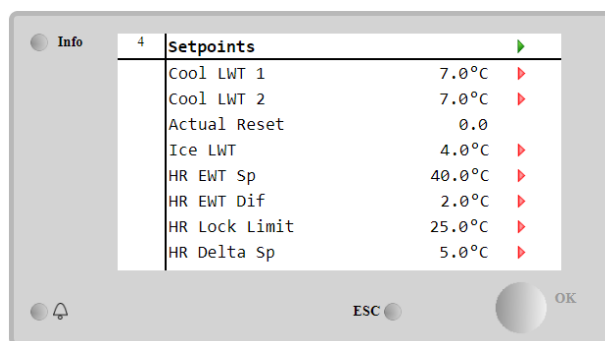 Info
4 Setpoints
Cool LWT 1 7.0°C
Cool LWT 2 7.0°C
Actual Reset 0.0
Ice LWT 4.0°C
HR EWT Sp 40.0°C
HR EWT Dif 2.0°C
HR Lock Limit 25.0°C
HR Delta Sp 5.0°C
ESC OK